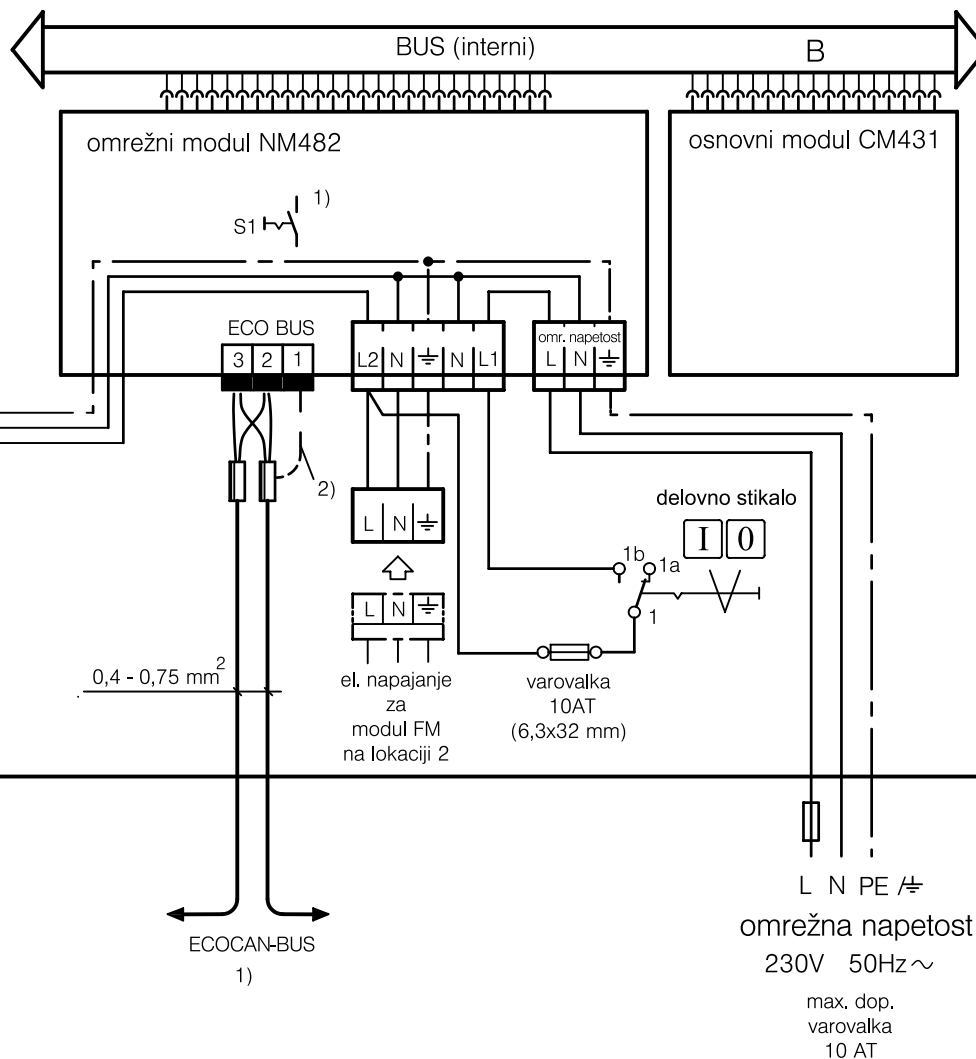 BUS (interni)
B
omrežni modul NM482
osnovni modul CM431
1)
S1
ECO BUS
3 2 1
L2 N N L1
omr. napetost
L N
2)
L N
delovno stikalo
I 0
1b 1a
1
L N
0,4 - 0,75 mm²
el. napajanje
za
modul FM
na lokaciji 2
varovalka
10AT
(6,3x32 mm)
L N PE /
omrežna napetost
230V 50Hz ~
max. dop.
varovalka
10 AT
ECOCAN-BUS
1)